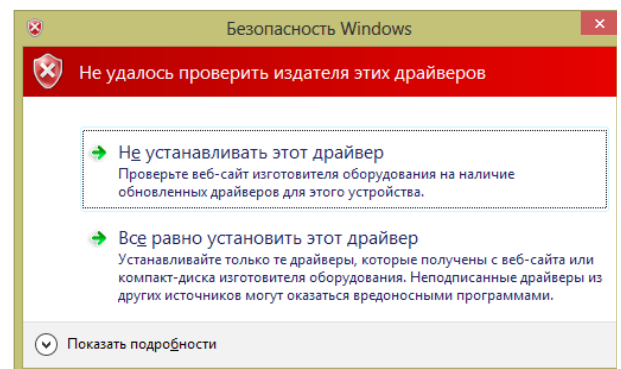 Безопасность Windows
Не удалось проверить издателя этих драйверов
Не устанавливать этот драйвер
Проверьте веб-сайт изготовителя оборудования на наличие
обновленных драйверов для этого устройства.
Все равно установить этот драйвер
Устанавливайте только те драйверы, которые получены с веб-сайта или
компакт-диска изготовителя оборудования. Неподписанные драйверы из
других источников могут оказаться вредоносными программами.
Показать подробности